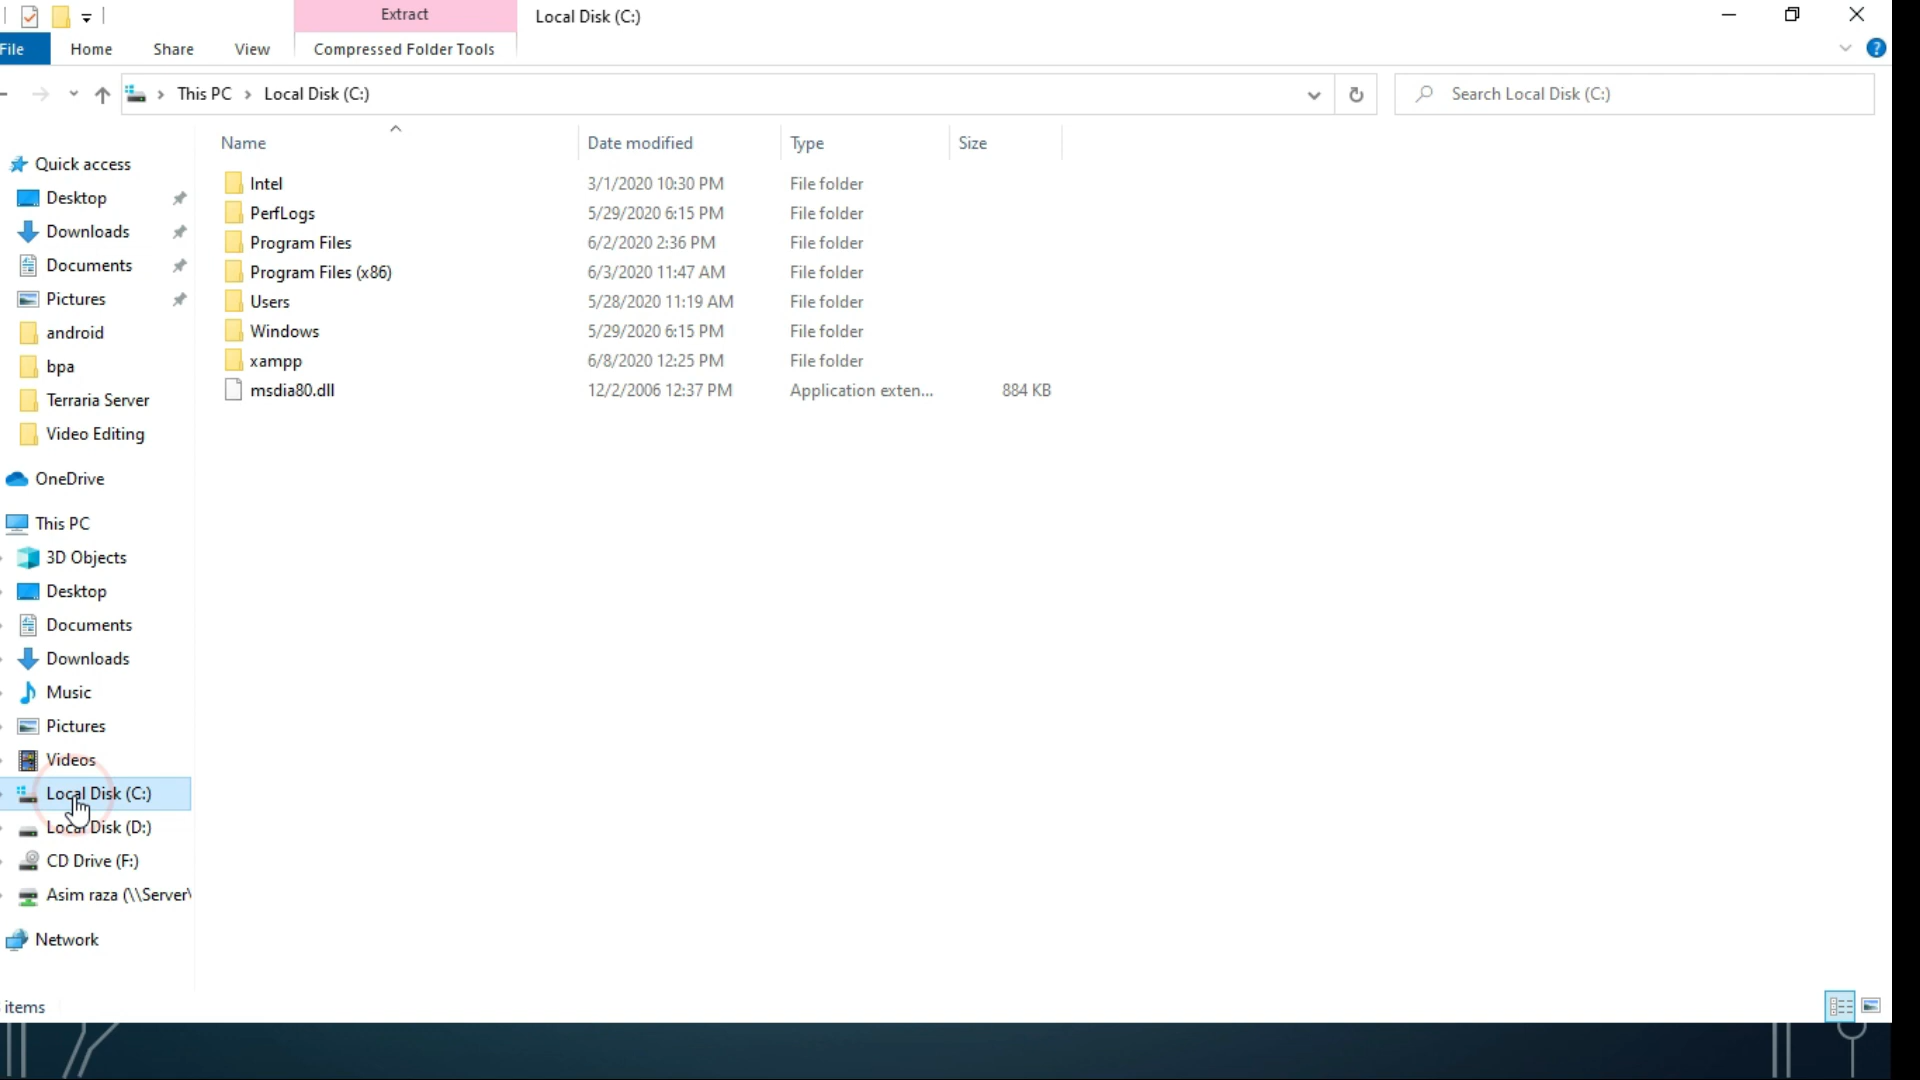 Extract
Local Disk (C:)
File
Home
Share
View
Compressed Folder Tools
?
This PC
Local Disk (C:)
Search Local Disk (C:)
Name
Date modified
Type
Size
Quick access
Desktop
Downloads
Documents
Pictures
android
bpa
Terraria Server
Video Editing
OneDrive
This PC
3D Objects
Desktop
Documents
Downloads
Music
Pictures
Videos
Local Disk (C:)
Local Disk (D:)
CD Drive (F:)
Asim raza (\\Server\
Network
Intel 3/1/2020 10:30 PM File folder
PerfLogs 5/29/2020 6:15 PM File folder
Program Files 6/2/2020 2:36 PM File folder
Program Files (x86) 6/3/2020 11:47 AM File folder
Users 5/28/2020 11:19 AM File folder
Windows 5/29/2020 6:15 PM File folder
xampp 6/8/2020 12:25 PM File folder
msdia80.dll 12/2/2006 12:37 PM Application exten... 884 KB
items